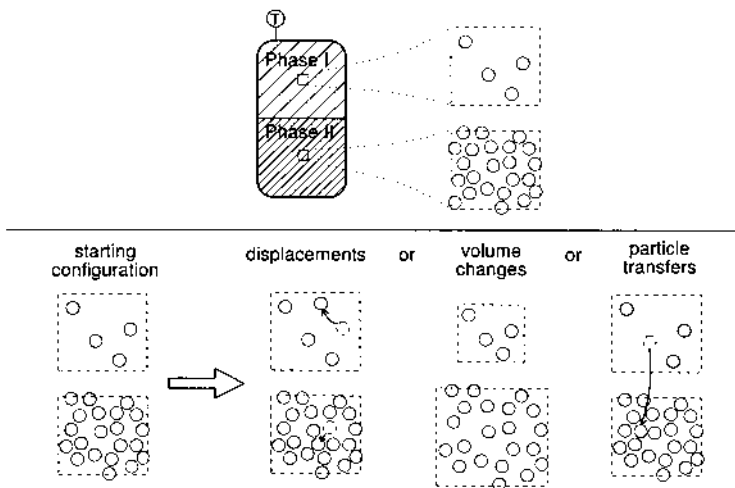 T
Phase I
Phase II
starting
configuration
displacements
or
volume
changes
or
particle
transfers